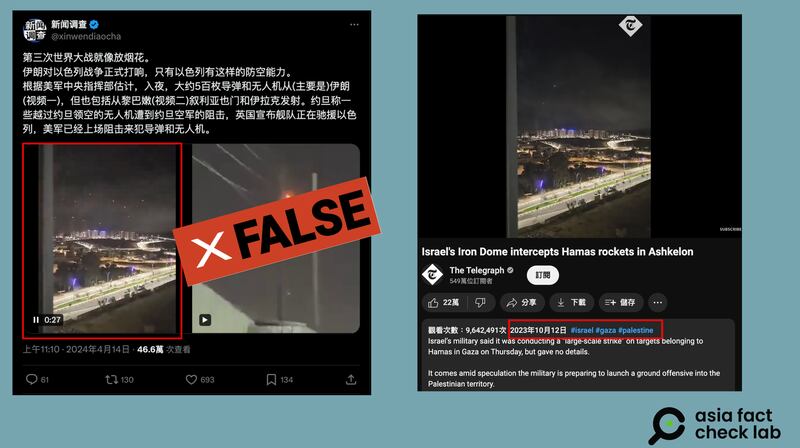 新闻调查
@xinwendiaocha
第三次世界大战就像放烟花。
伊朗对以色列战争正式打响，只有以色列有这样的防空能力。
根据美军中央指挥部估计，入夜，大约5百枚导弹和无人机从(主要是)伊朗
(视频一)，但也包括从黎巴嫩(视频二)叙利亚也门和伊拉克发射。约旦称一
些越过约旦领空的无人机遭到约旦空军的阻击，英国宣布舰队正在驰援以色
列，美军已经上场阻击来犯导弹和无人机。
0:27
X FALSE
上午11:10 · 2024年4月14日 · 46.6万 次查看
61
130
693
134
SUBSCRIBE
Israel's Iron Dome intercepts Hamas rockets in Ashkelon
The Telegraph
549萬位訂閱者
訂閱
22萬
分享
下載
儲存
觀看次數：9,642,491次 2023年10月12日 #israel #gaza #palestine
Israel's military said it was conducting a "large-scale strike" on targets belonging to
Hamas in Gaza on Thursday, but gave no details.
It comes amid speculation the military is preparing to launch a ground offensive into the
Palestinian territory.
asia fact
check lab